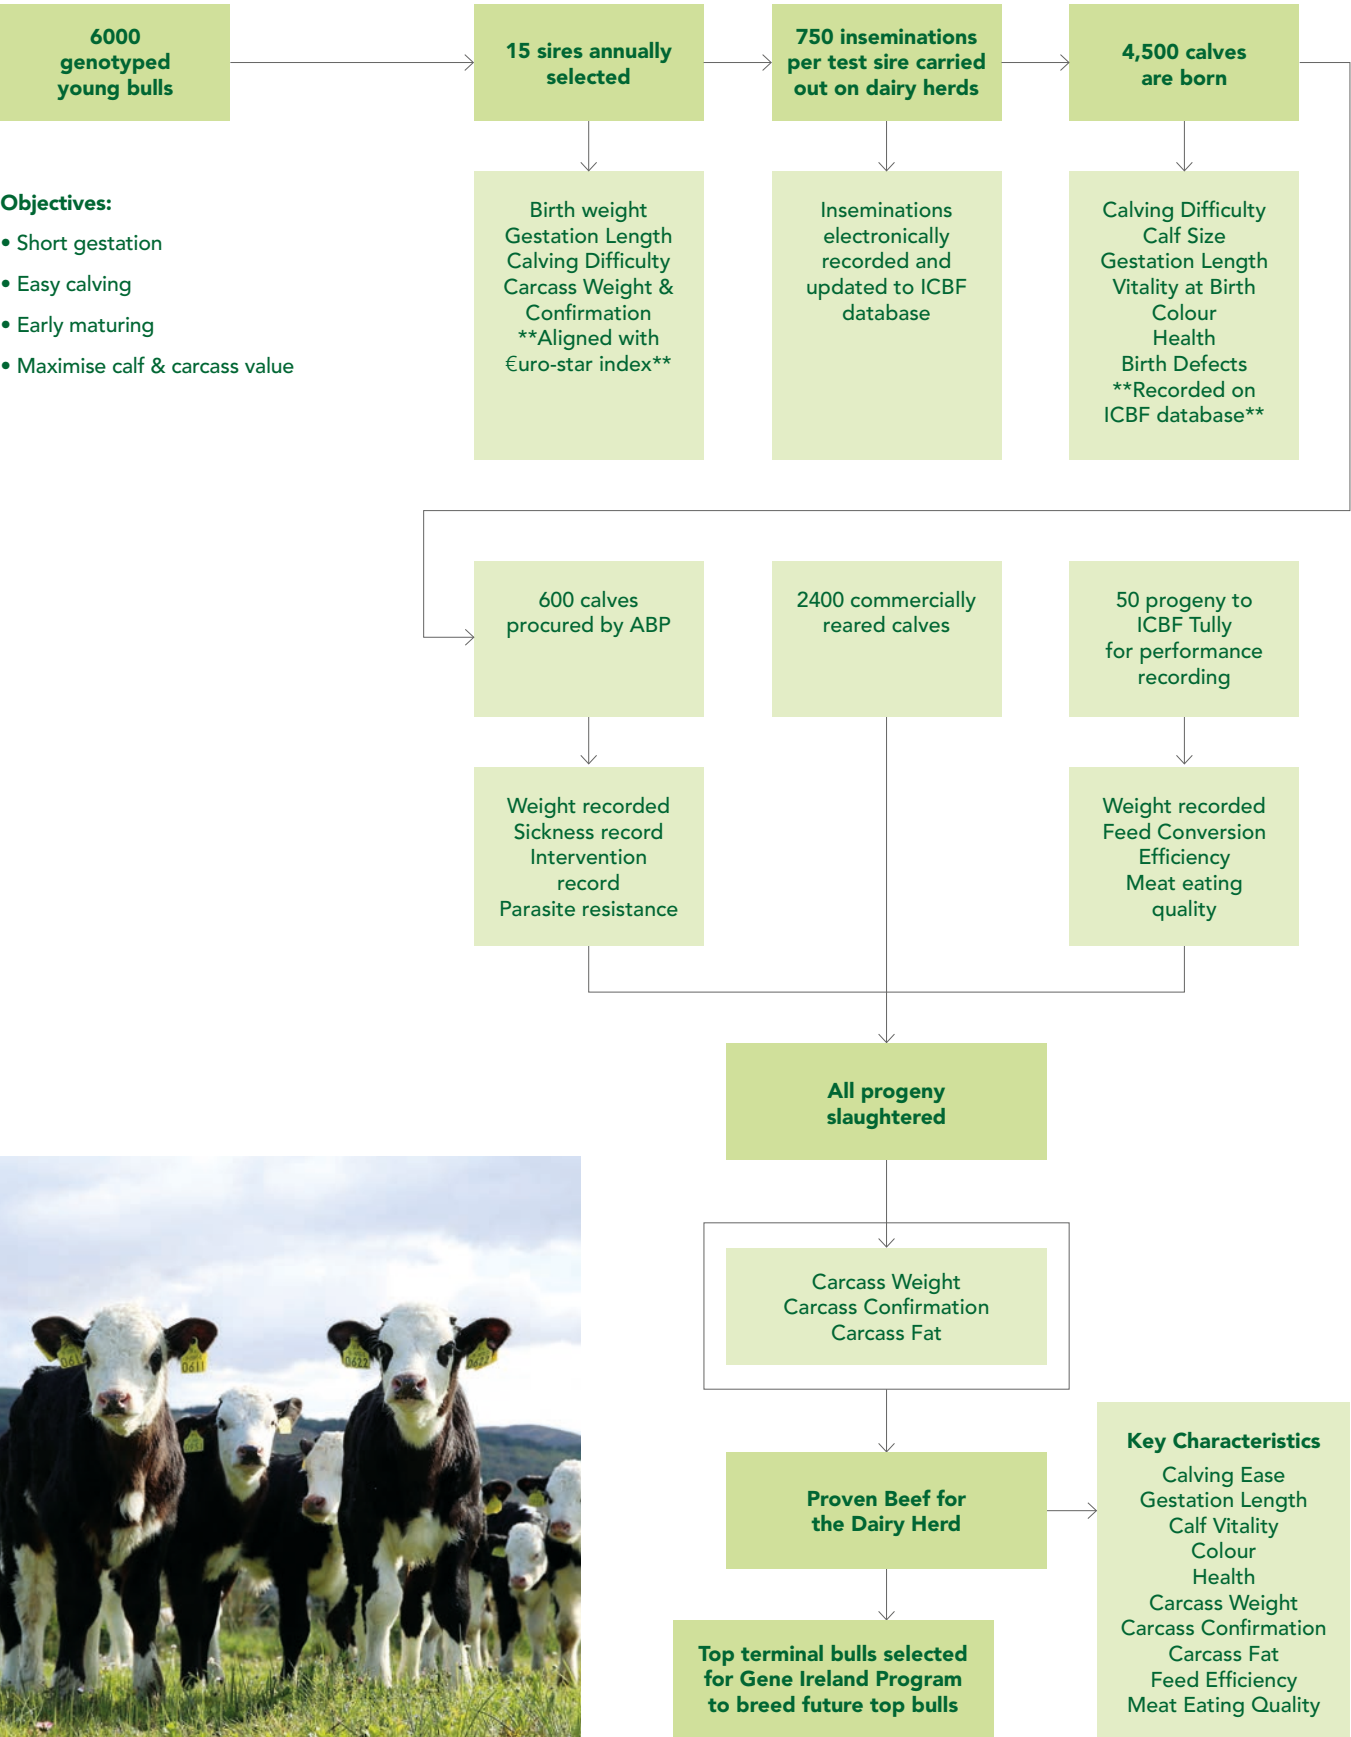 6000
genotyped
young bulls
15 sires annually
selected
750 inseminations
per test sire carried
out on dairy herds
4,500 calves
are born
Objectives:
• Short gestation
• Easy calving
• Early maturing
• Maximise calf & carcass value
Birth weight
Gestation Length
Calving Difficulty
Carcass Weight &
Confirmation
**Aligned with
€uro-star index**
Inseminations
electronically
recorded and
updated to ICBF
database
Calving Difficulty
Calf Size
Gestation Length
Vitality at Birth
Colour
Health
Birth Defects
**Recorded on
ICBF database**
600 calves
procured by ABP
2400 commercially
reared calves
50 progeny to
ICBF Tully
for performance
recording
Weight recorded
Sickness record
Intervention
record
Parasite resistance
Weight recorded
Feed Conversion
Efficiency
Meat eating
quality
All progeny
slaughtered
Carcass Weight
Carcass Confirmation
Carcass Fat
Proven Beef for
the Dairy Herd
Key Characteristics
Calving Ease
Gestation Length
Calf Vitality
Colour
Health
Carcass Weight
Carcass Confirmation
Carcass Fat
Feed Efficiency
Meat Eating Quality
Top terminal bulls selected
for Gene Ireland Program
to breed future top bulls
0611
0622
0622